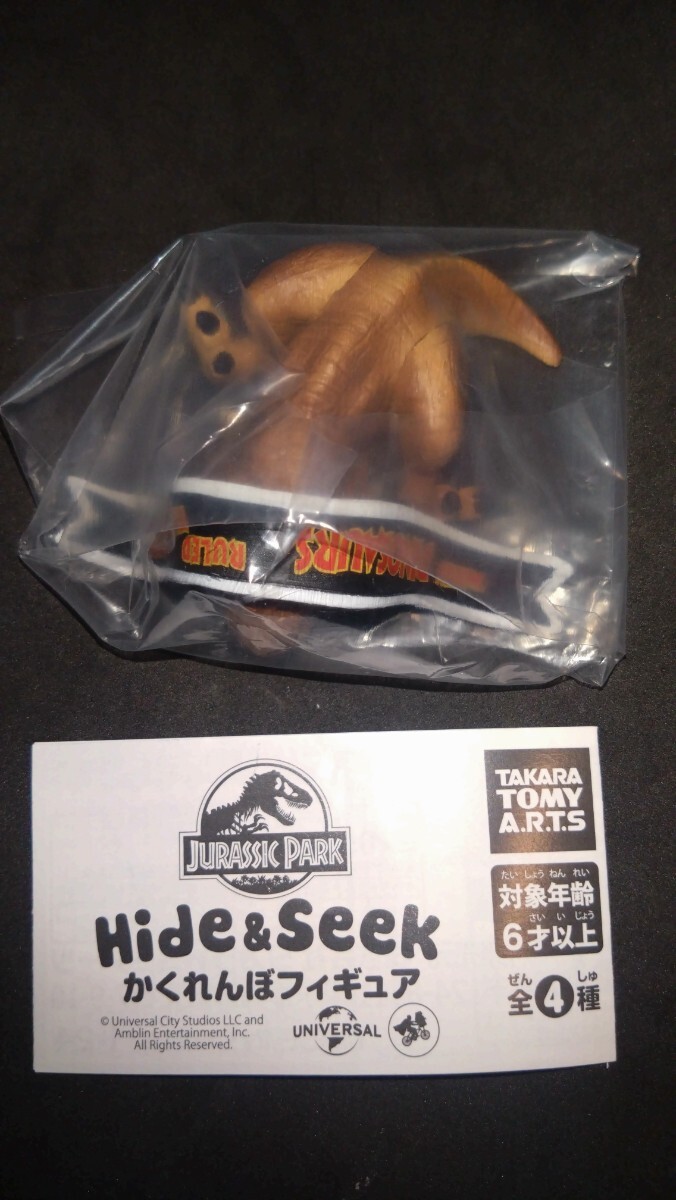 DINOSAURS
RULED
JURASSIC PARK
Hide & Seek
かくれんぼフィギュア
© Universal City Studios LLC and
Amblin Entertainment, Inc.
All Rights Reserved.
UNIVERSAL
TAKARA
TOMY
A.R.T.S
たいしょうねんれい
対象年齢
さいいじょう
6才以上
ぜん しゅ
全4種